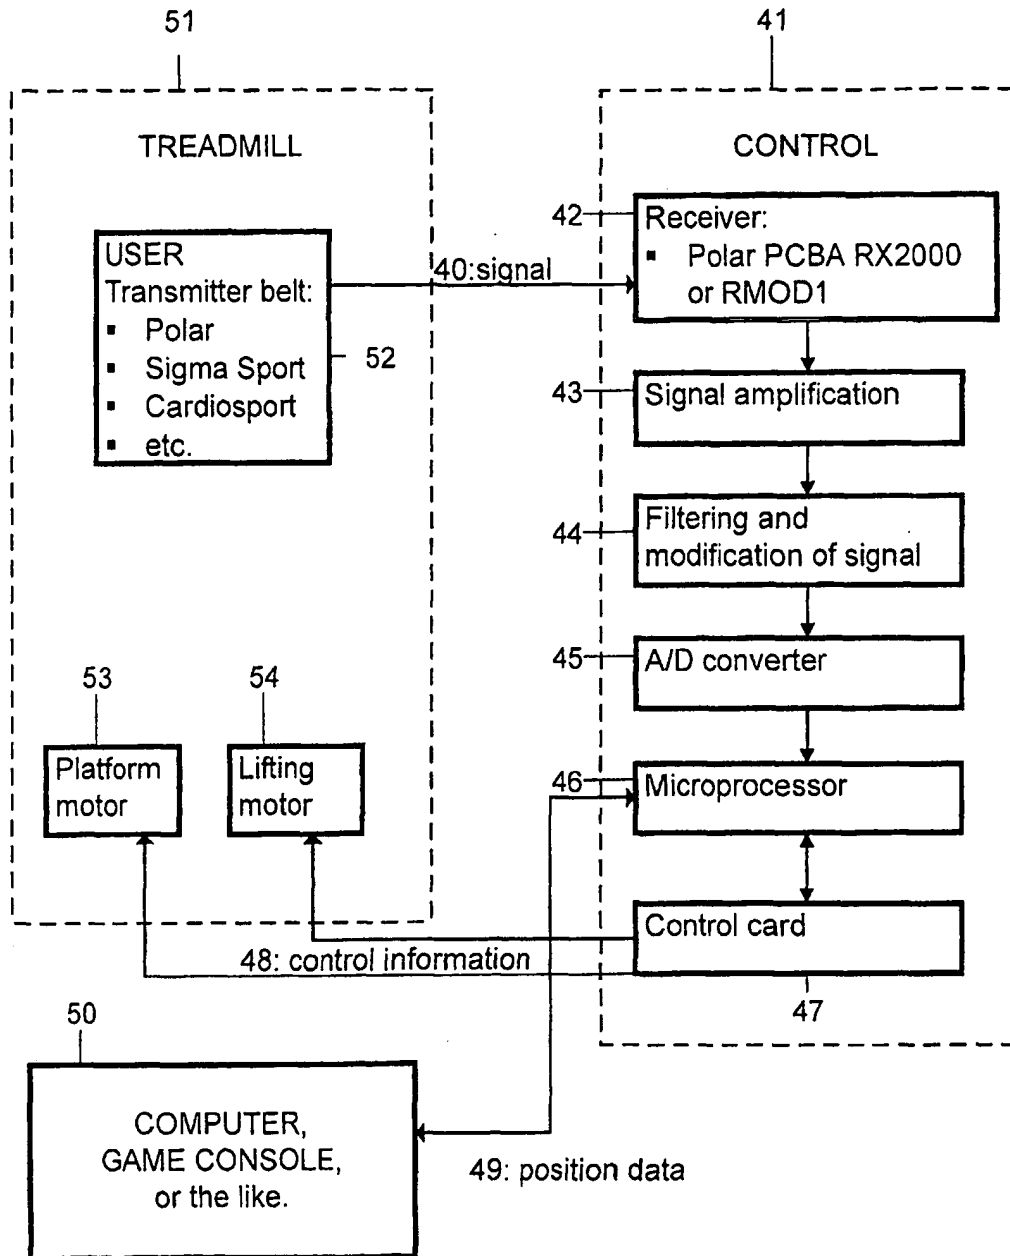 51
41
TREADMILL
CONTROL
USER
Transmitter belt:
▪ Polar
▪ Sigma Sport
▪ Cardiosport
▪ etc.
52
40:signal
42
Receiver:
▪ Polar PCBA RX2000
or RMOD1
43
Signal amplification
44
Filtering and
modification of signal
45
A/D converter
46
Microprocessor
Control card
47
53
54
Platform
motor
Lifting
motor
48: control information
50
COMPUTER,
GAME CONSOLE,
or the like.
49: position data